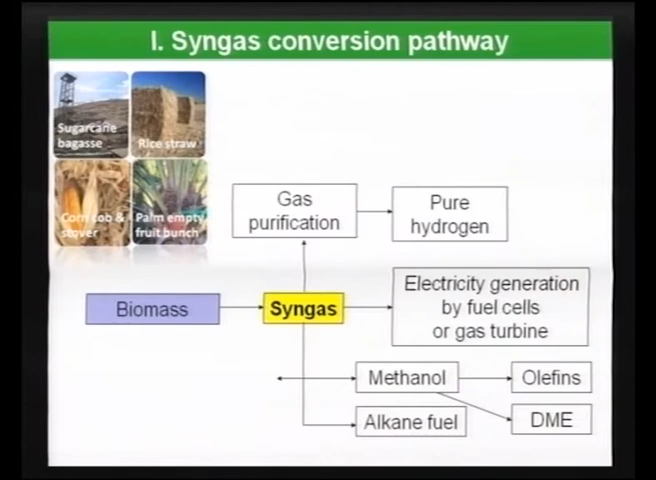 I. Syngas conversion pathway
Sugarcane
bagasse
Rice straw
Corn cob &
stover
Palm empty
fruit bunch
Gas
purification
Pure
hydrogen
Electricity generation
by fuel cells
or gas turbine
Biomass
Syngas
Methanol
Olefins
Alkane fuel
DME